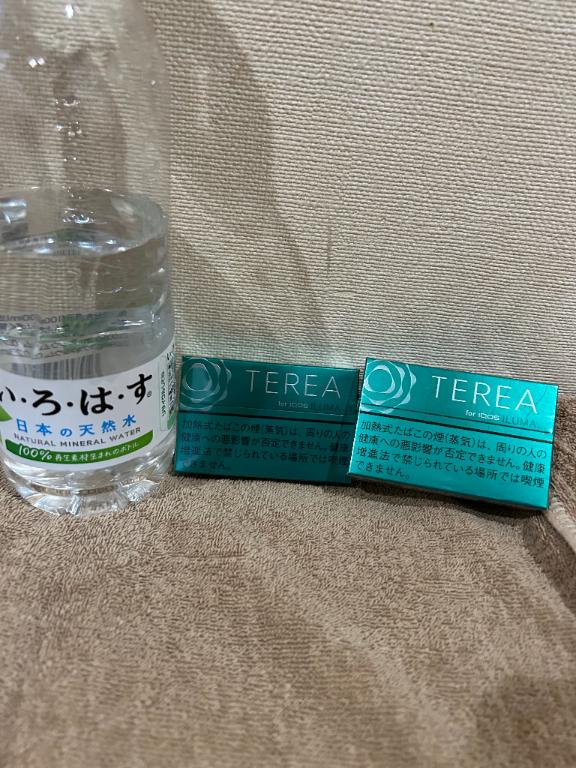 い・ろ・は・す®
日本の天然水
NATURAL MINERAL WATER
100%再生素材生まれのボトル
TEREA
for IQOS ILUMA
加熱式たばこの煙(蒸気)は、周りの人の
健康への悪影響が否定できません。健康
増進法で禁じられている場所では喫煙
できません。
TEREA
for IQOS ILUMA
加熱式たばこの煙(蒸気)は、周りの人の
健康への悪影響が否定できません。健康
増進法で禁じられている場所では喫煙
できません。